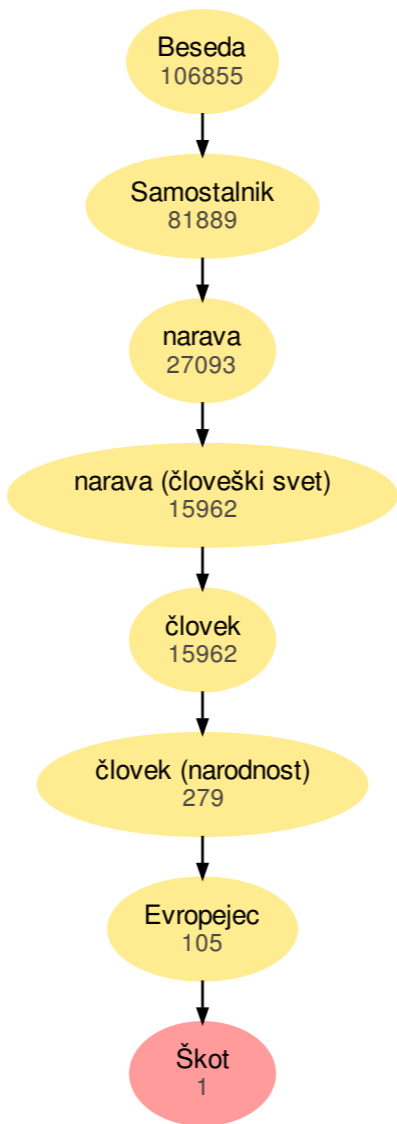 Beseda
106855
Samostalnik
81889
narava
27093
narava (človeški svet)
15962
človek
15962
človek (narodnost)
279
Evropejec
105
Škot
1